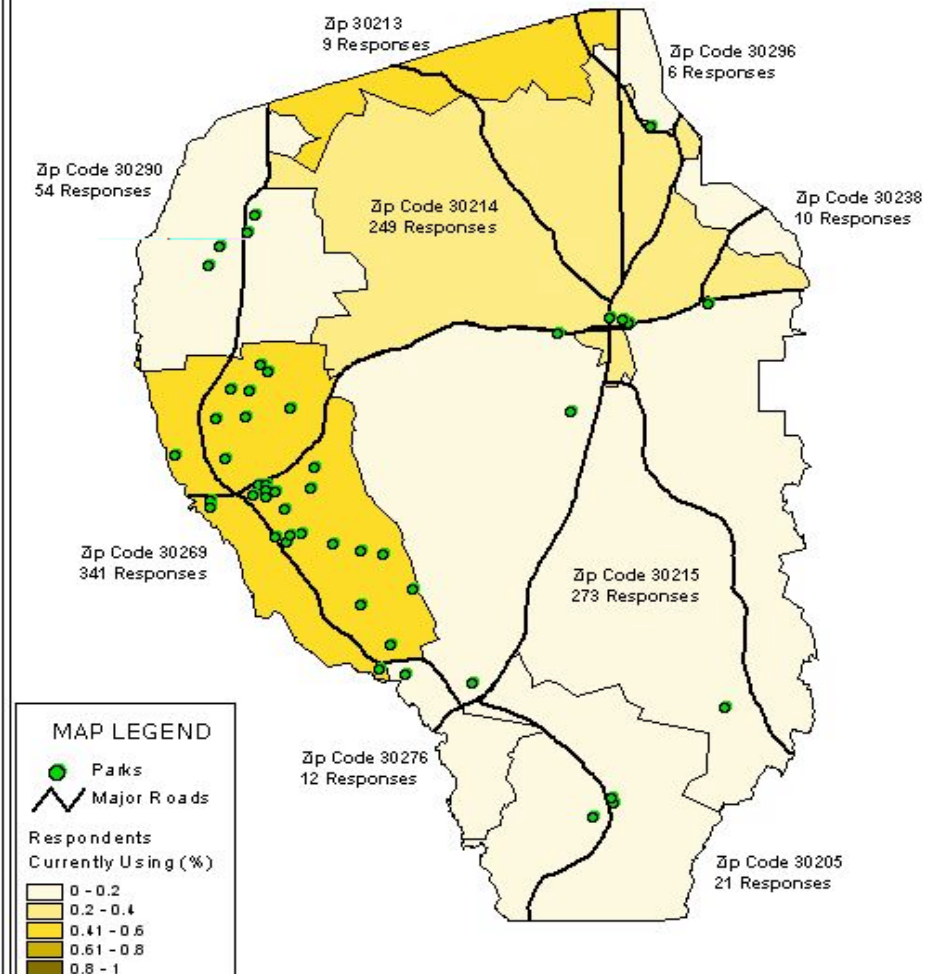 Zip 30213
9 Responses
Zip Code 30296
6 Responses
Zip Code 30290
54 Responses
Zip Code 30214
249 Responses
Zip Code 30238
10 Responses
Zip Code 30269
341 Responses
Zip Code 30215
273 Responses
Zip Code 30276
12 Responses
Zip Code 30205
21 Responses
MAP LEGEND
Parks
Major Roads
Respondents
Currently Using (%)
0 - 0.2
0.2 - 0.4
0.41 - 0.6
0.61 - 0.8
0.8 - 1